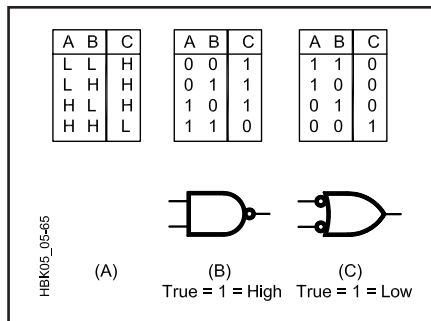 A B C A B C A B C
L L H 0 0 1 1 1 0
L H H 0 1 1 1 0 0
H L H 1 0 1 0 1 0
H H L 1 1 0 0 0 1
HBK05_05-65
(A) (B) (C)
True = 1 = High True = 1 = Low